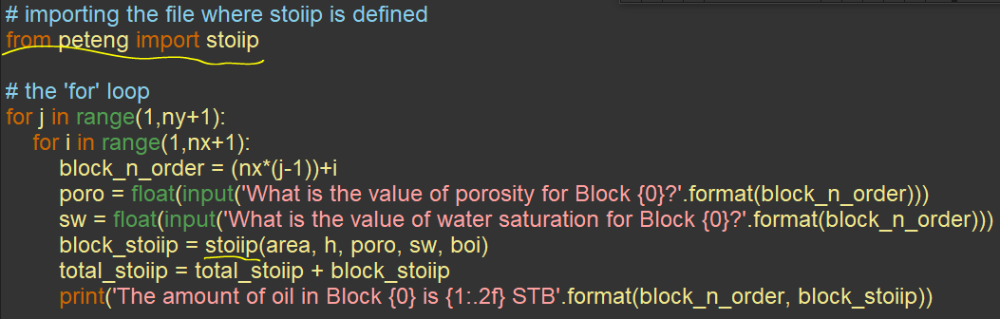 # importing the file where stoiip is defined
from peteng import stoiip
# the 'for' loop
for j in range(1,ny+1):
for i in range(1,nx+1):
block_n_order = (nx*(j-1))+i
poro = float(input('What is the value of porosity for Block {0}?'.format(block_n_order)))
sw = float(input('What is the value of water saturation for Block {0}?'.format(block_n_order)))
block_stoiip = stoiip(area, h, poro, sw, boi)
total_stoiip = total_stoiip + block_stoiip
print('The amount of oil in Block {0} is {1:.2f} STB'.format(block_n_order, block_stoiip))